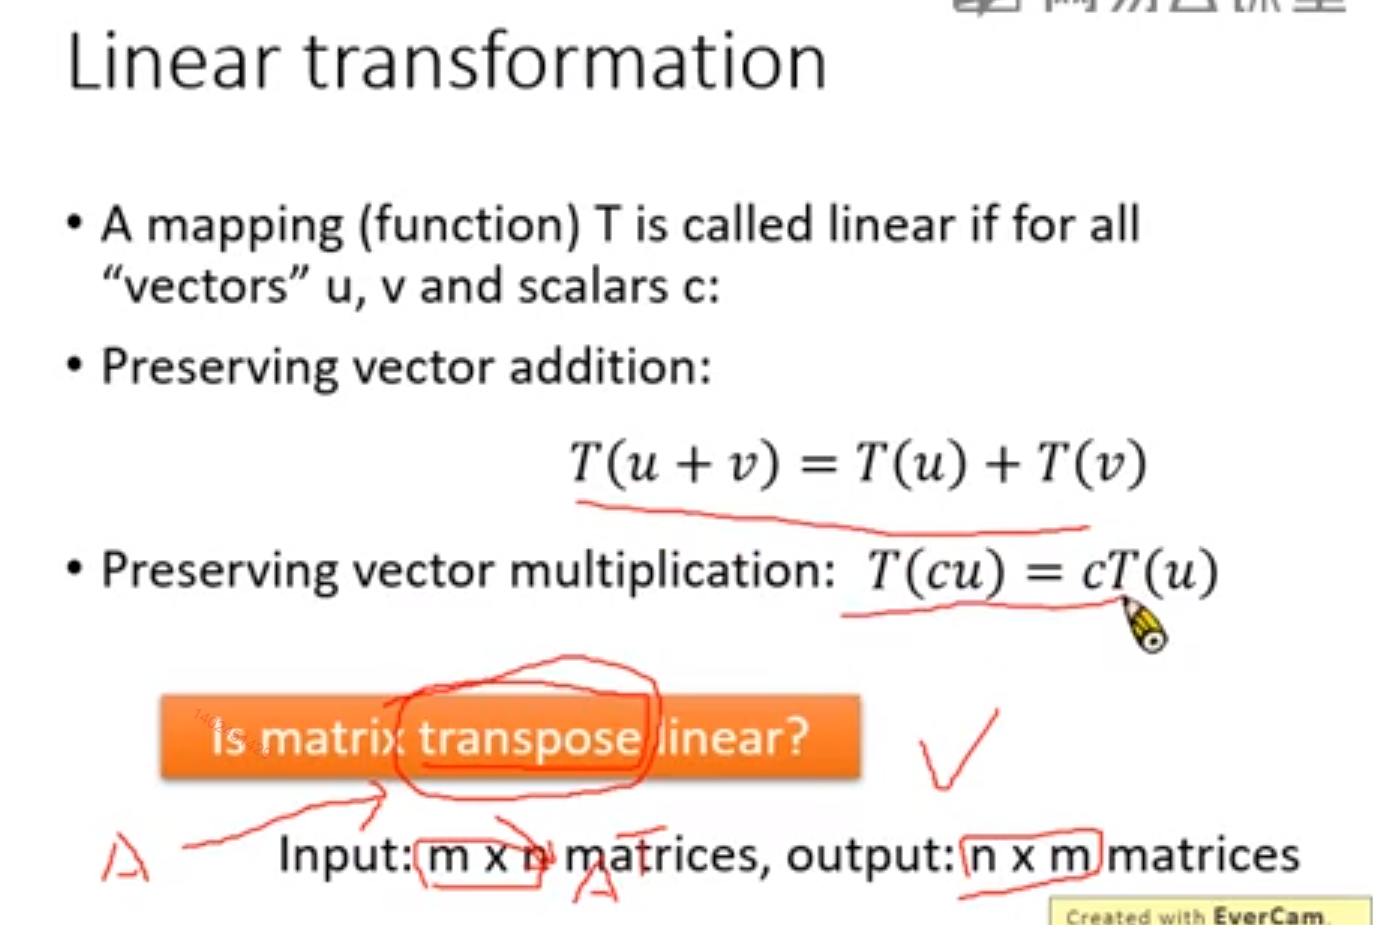 Linear transformation
• A mapping (function) T is called linear if for all
“vectors” u, v and scalars c:
• Preserving vector addition:
T(u + v) = T(u) + T(v)
• Preserving vector multiplication: T(cu) = cT(u)
Is matrix transpose linear?
A
Input: m x n matrices, output: n x m matrices
A^T
Created with EverCam.